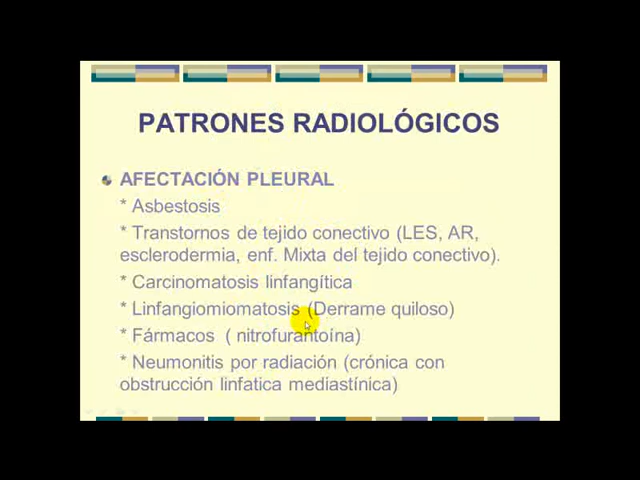 PATRONES RADIOLÓGICOS
AFECTACIÓN PLEURAL
* Asbestosis
* Transtornos de tejido conectivo (LES, AR,
esclerodermia, enf. Mixta del tejido conectivo).
* Carcinomatosis linfangítica
* Linfangiomiomatosis (Derrame quiloso)
* Fármacos ( nitrofurantoína)
* Neumonitis por radiación (crónica con
obstrucción linfatica mediastínica)